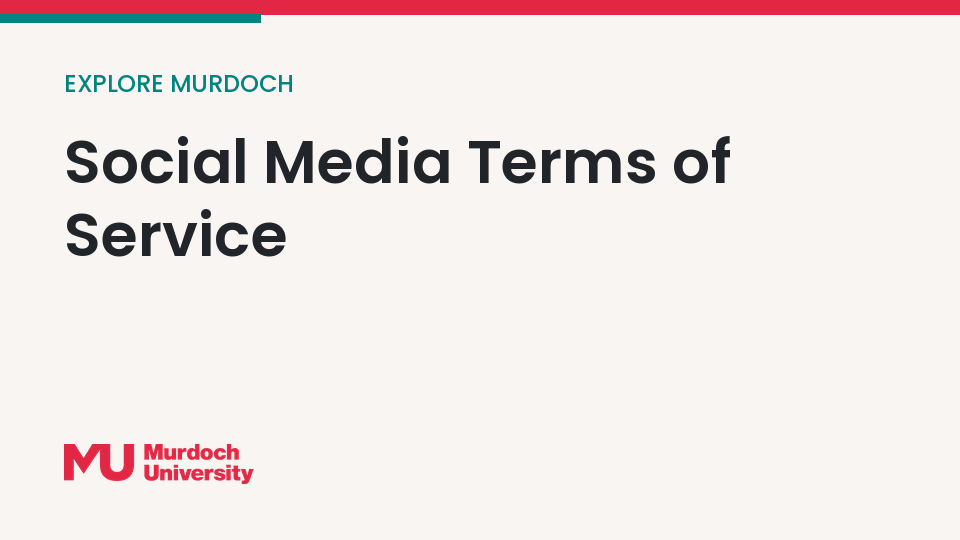 EXPLORE MURDOCH
Social Media Terms of
Service
MU
Murdoch
University